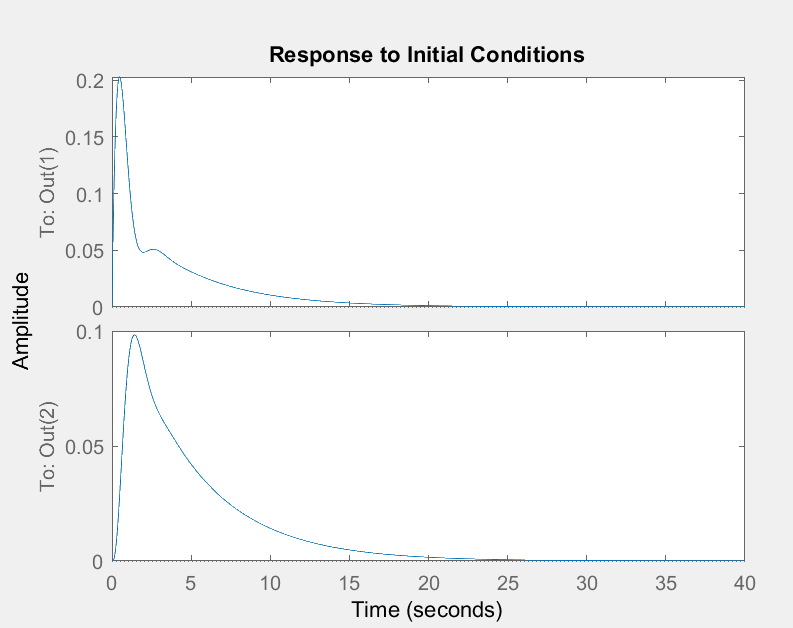 Response to Initial Conditions
Amplitude
To: Out(1)
0.2
0.15
0.1
0.05
0
To: Out(2)
0.1
0.05
0
0 5 10 15 20 25 30 35 40
Time (seconds)